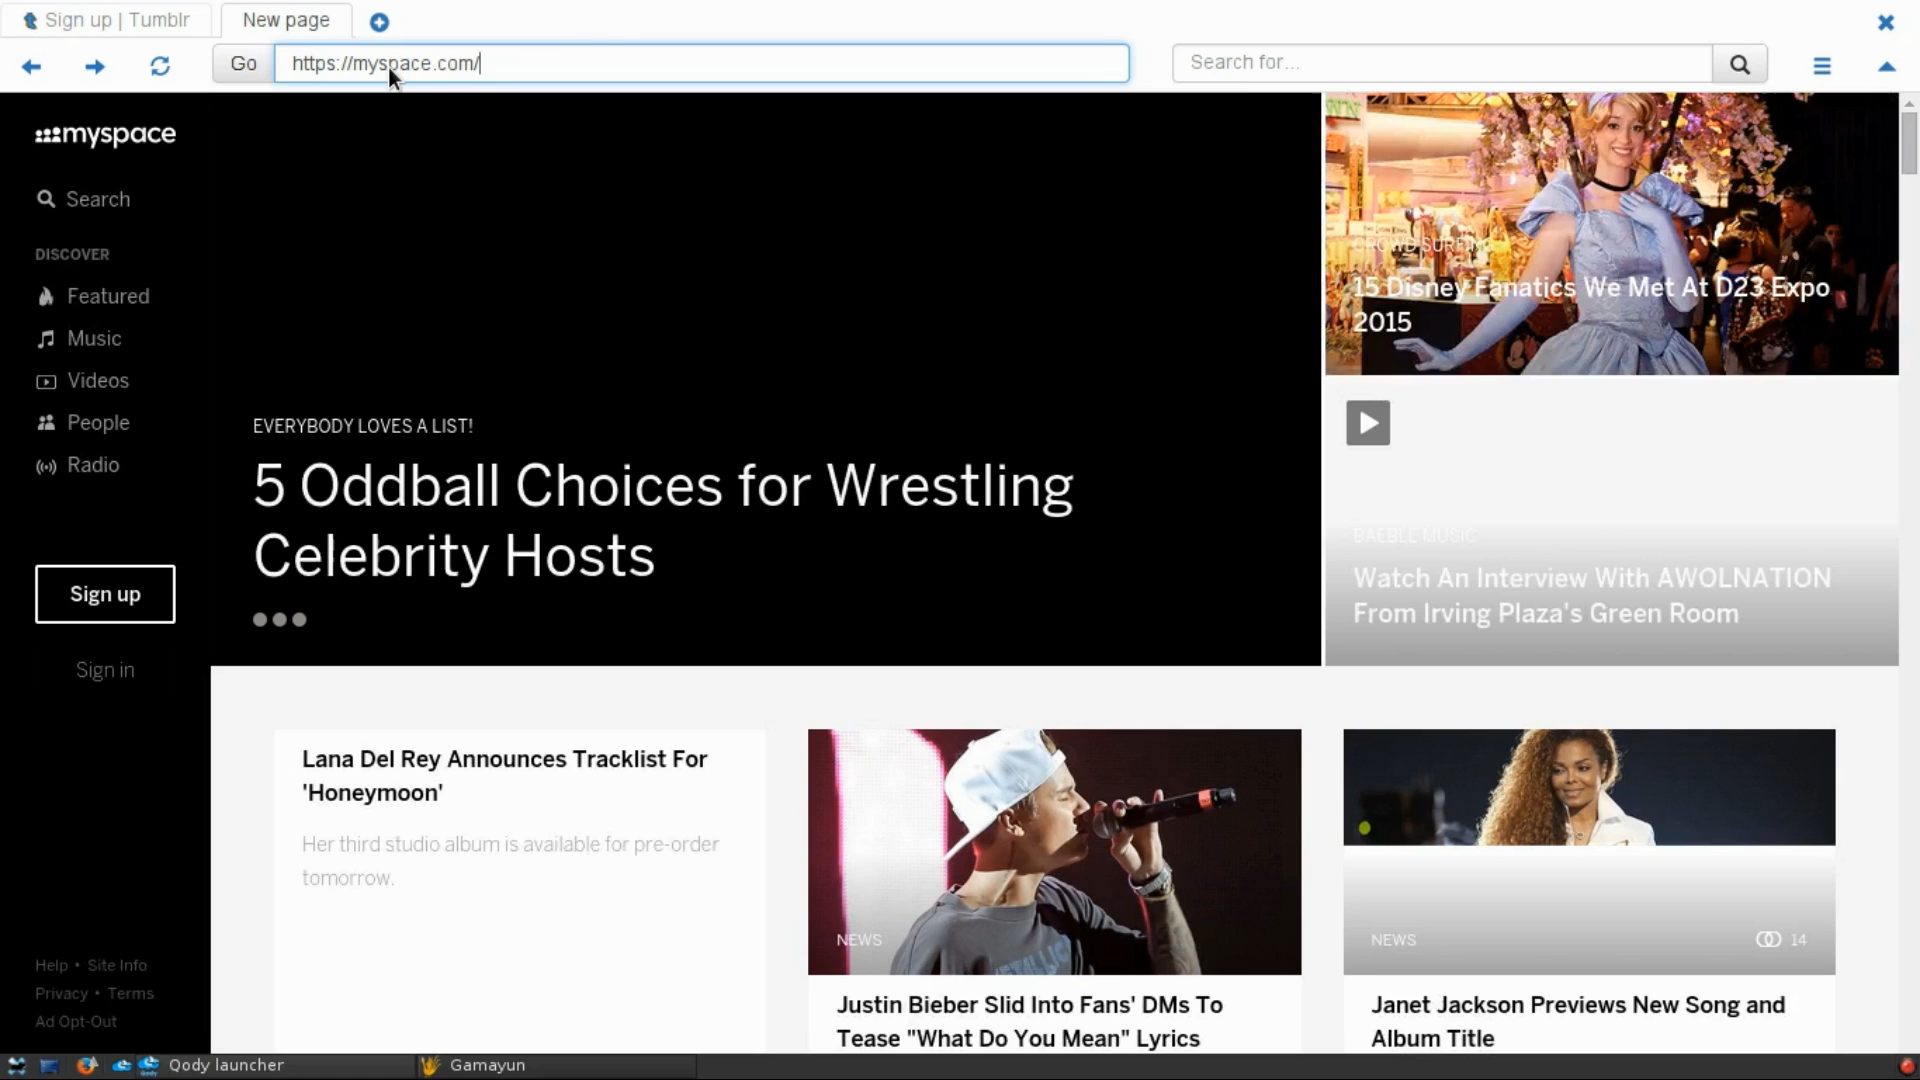 Sign up | Tumblr
New page
Go
https://myspace.com/
Search for...
myspace
Search
DISCOVER
Featured
Music
Videos
People
Radio
Sign up
Sign in
Help • Site Info
Privacy • Terms
Ad Opt-Out
EVERYBODY LOVES A LIST!
5 Oddball Choices for Wrestling
Celebrity Hosts
CROWD SURFING
15 Disney Fanatics We Met At D23 Expo
2015
BAEBLE MUSIC
Watch An Interview With AWOLNATION
From Irving Plaza's Green Room
Lana Del Rey Announces Tracklist For
'Honeymoon'
Her third studio album is available for pre-order
tomorrow.
NEWS
Justin Bieber Slid Into Fans' DMs To
Tease "What Do You Mean" Lyrics
NEWS
14
Janet Jackson Previews New Song and
Album Title
Qody launcher
Gamayun